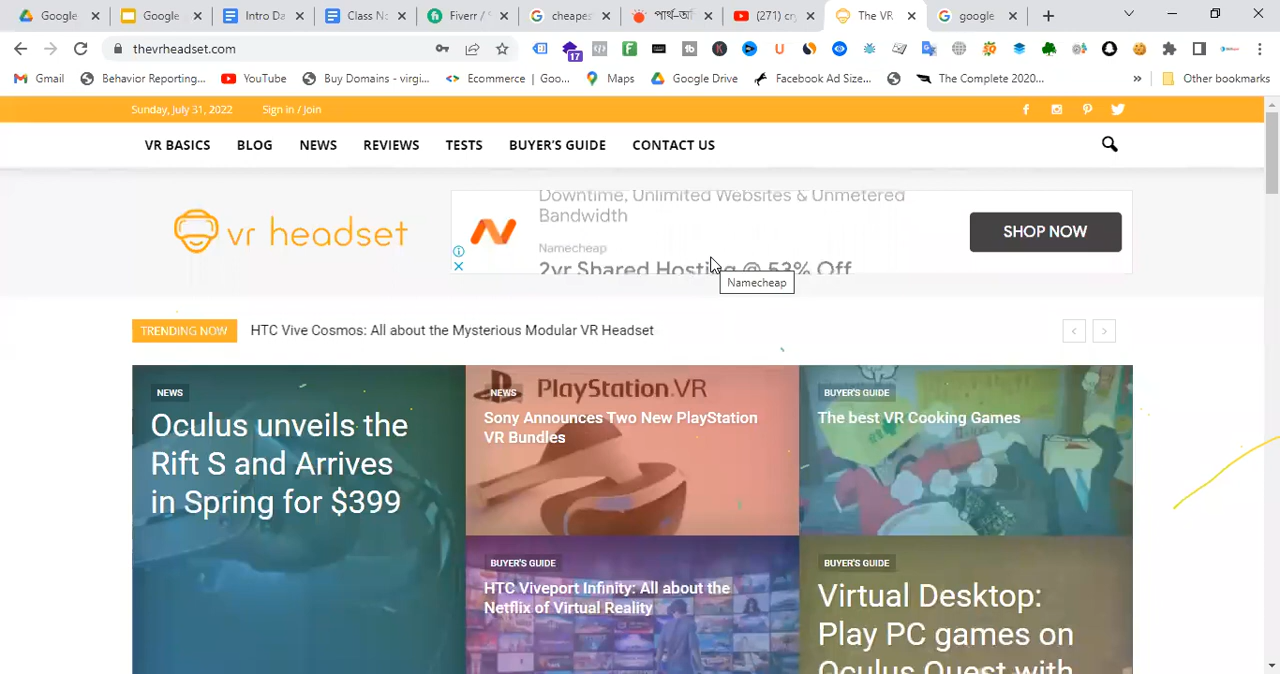 Google
Google
Intro Da
Class No
Fiverr /
cheapes
পার্থ-আ
(271) cry
The VR
google
thevrheadset.com
17
Gmail
Behavior Reporting...
YouTube
Buy Domains - virgi...
Ecommerce | Goo...
Maps
Google Drive
Facebook Ad Size...
The Complete 2020...
»
Other bookmarks
Sunday, July 31, 2022
Sign in / Join
VR BASICS
BLOG
NEWS
REVIEWS
TESTS
BUYER'S GUIDE
CONTACT US
vr headset
Downtime, Unlimited Websites & Unmetered
Bandwidth
Namecheap
2yr Shared Hosting @ 53% Off
SHOP NOW
Namecheap
TRENDING NOW
HTC Vive Cosmos: All about the Mysterious Modular VR Headset
NEWS
Oculus unveils the
Rift S and Arrives
in Spring for $399
PlayStation.VR
NEWS
Sony Announces Two New PlayStation
VR Bundles
BUYER'S GUIDE
The best VR Cooking Games
BUYER'S GUIDE
HTC Viveport Infinity: All about the
Netflix of Virtual Reality
BUYER'S GUIDE
Virtual Desktop:
Play PC games on
Oculus Quest with